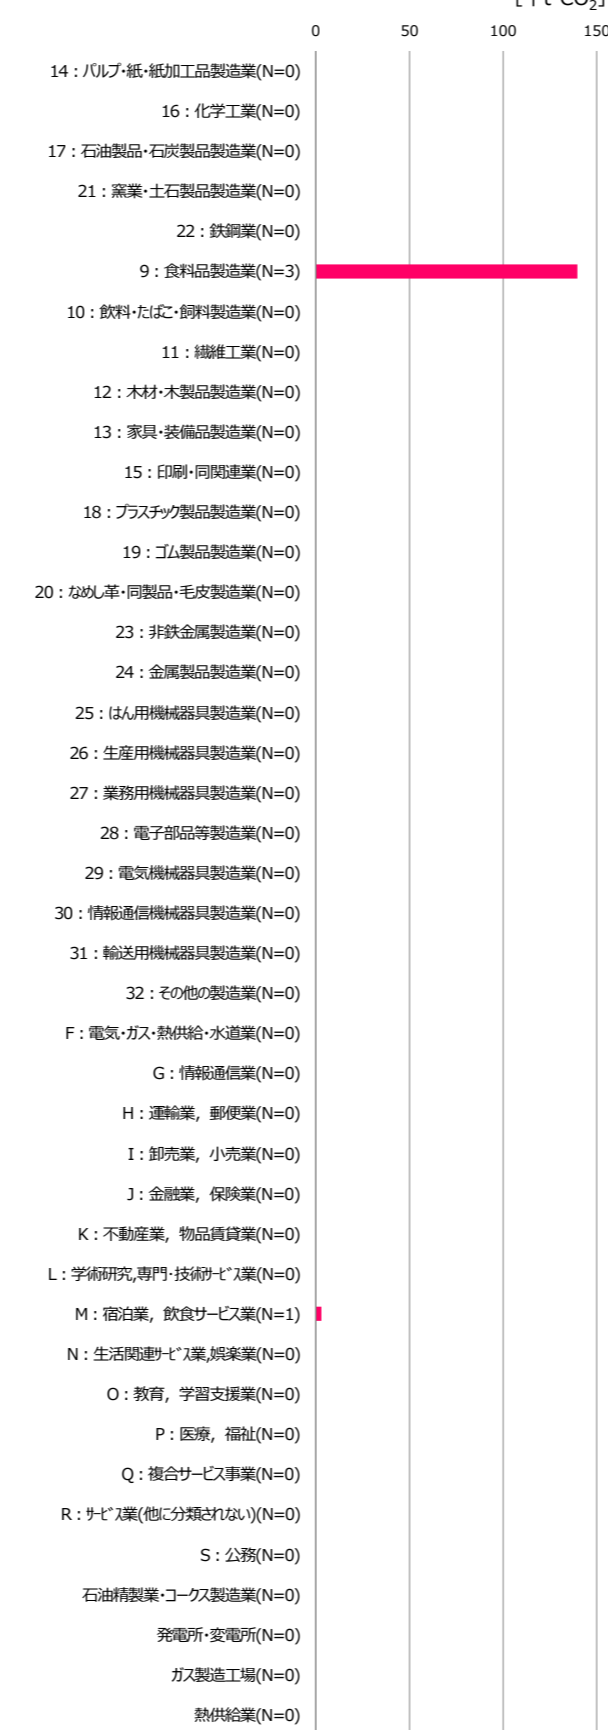 CO₂]
0 50 100 150
14：パルプ・紙・紙加工品製造業(N=0)
16：化学工業(N=0)
17：石油製品・石炭製品製造業(N=0)
21：窯業・土石製品製造業(N=0)
22：鉄鋼業(N=0)
9：食料品製造業(N=3)
10：飲料・たばこ・飼料製造業(N=0)
11：繊維工業(N=0)
12：木材・木製品製造業(N=0)
13：家具・装備品製造業(N=0)
15：印刷・同関連業(N=0)
18：プラスチック製品製造業(N=0)
19：ゴム製品製造業(N=0)
20：なめし革・同製品・毛皮製造業(N=0)
23：非鉄金属製造業(N=0)
24：金属製品製造業(N=0)
25：はん用機械器具製造業(N=0)
26：生産用機械器具製造業(N=0)
27：業務用機械器具製造業(N=0)
28：電子部品等製造業(N=0)
29：電気機械器具製造業(N=0)
30：情報通信機械器具製造業(N=0)
31：輸送用機械器具製造業(N=0)
32：その他の製造業(N=0)
F：電気・ガス・熱供給・水道業(N=0)
G：情報通信業(N=0)
H：運輸業，郵便業(N=0)
I：卸売業，小売業(N=0)
J：金融業，保険業(N=0)
K：不動産業，物品賃貸業(N=0)
L：学術研究,専門・技術ｻｰﾋﾞｽ業(N=0)
M：宿泊業，飲食サービス業(N=1)
N：生活関連ｻｰﾋﾞｽ業,娯楽業(N=0)
O：教育，学習支援業(N=0)
P：医療，福祉(N=0)
Q：複合サービス事業(N=0)
R：ｻｰﾋﾞｽ業(他に分類されない)(N=0)
S：公務(N=0)
石油精製業・コークス製造業(N=0)
発電所・変電所(N=0)
ガス製造工場(N=0)
熱供給業(N=0)